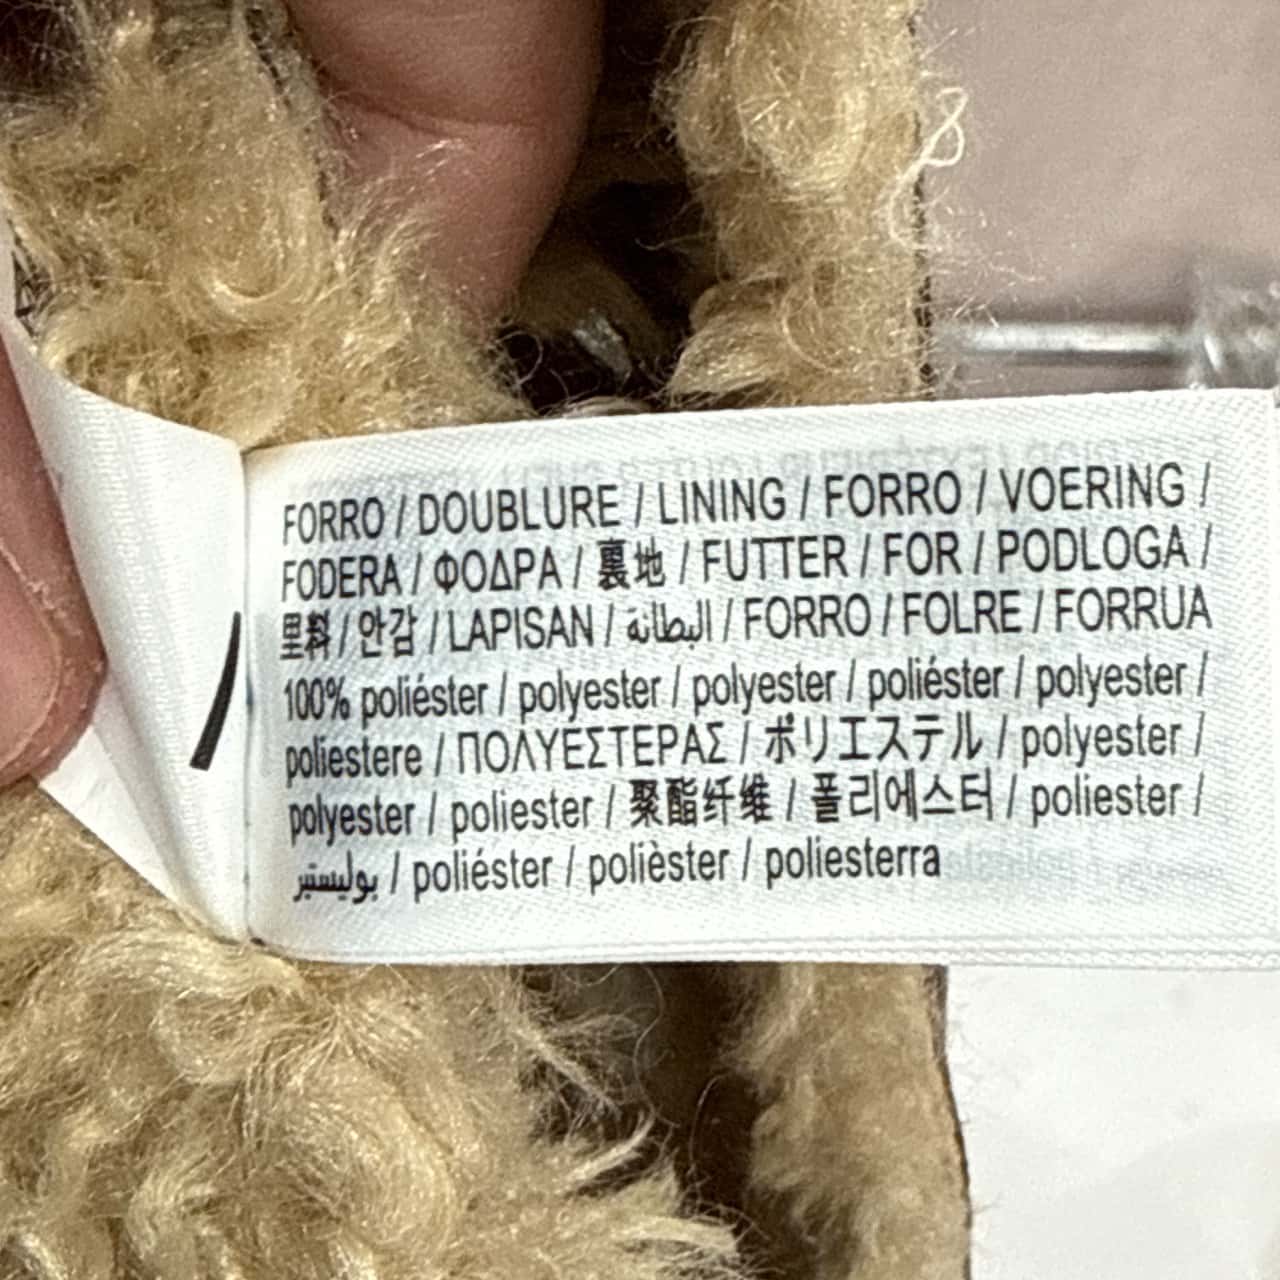 FORRO / DOUBLURE / LINING / FORRO / VOERING /
FODERA / ΦΟΔΡΑ / 裏地 / FUTTER / FOR / PODLOGA /
里料 / 안감 / LAPISAN / البطانة / FORRO / FOLRE / FORRUA
100% poliéster / polyester / polyester / poliéster / polyester /
poliestere / ΠΟΛΥΕΣΤΕΡΑΣ / ポリエステル / polyester /
polyester / poliester / 聚酯纤维 / 폴리에스터 / poliester /
بوليستر / poliéster / polièster / poliesterra